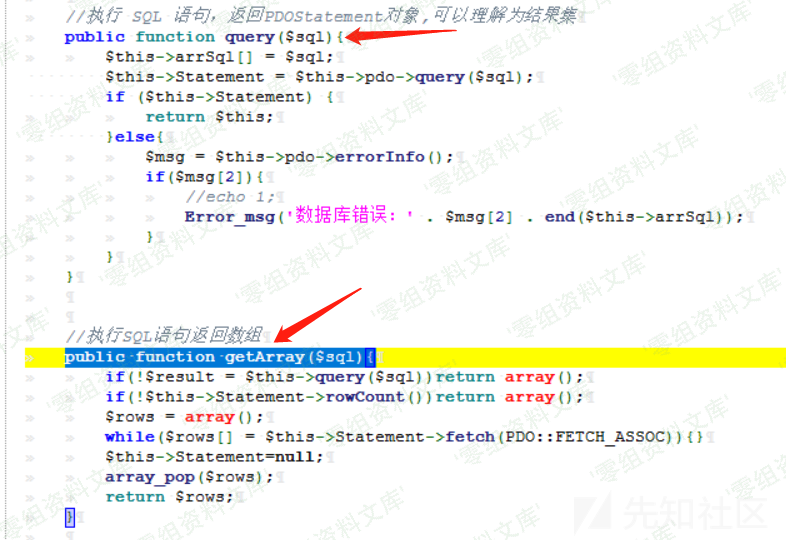 //执行 SQL 语句，返回PDOStatement对象,可以理解为结果集
public function query($sql){
$this->arrSql[] = $sql;
$this->Statement = $this->pdo->query($sql);
if ($this->Statement) {
return $this;
}else{
$msg = $this->pdo->errorInfo();
if($msg[2]){
//echo 1;
Error_msg('数据库错误：' . $msg[2] . end($this->arrSql));
}
}
}
//执行SQL语句返回数组
public function getArray($sql){
if(!$result = $this->query($sql))return array();
if(!$this->Statement->rowCount())return array();
$rows = array();
while($rows[] = $this->Statement->fetch(PDO::FETCH_ASSOC)){}
$this->Statement=null;
array_pop($rows);
return $rows;
}
'零组资料文库'
先知社区